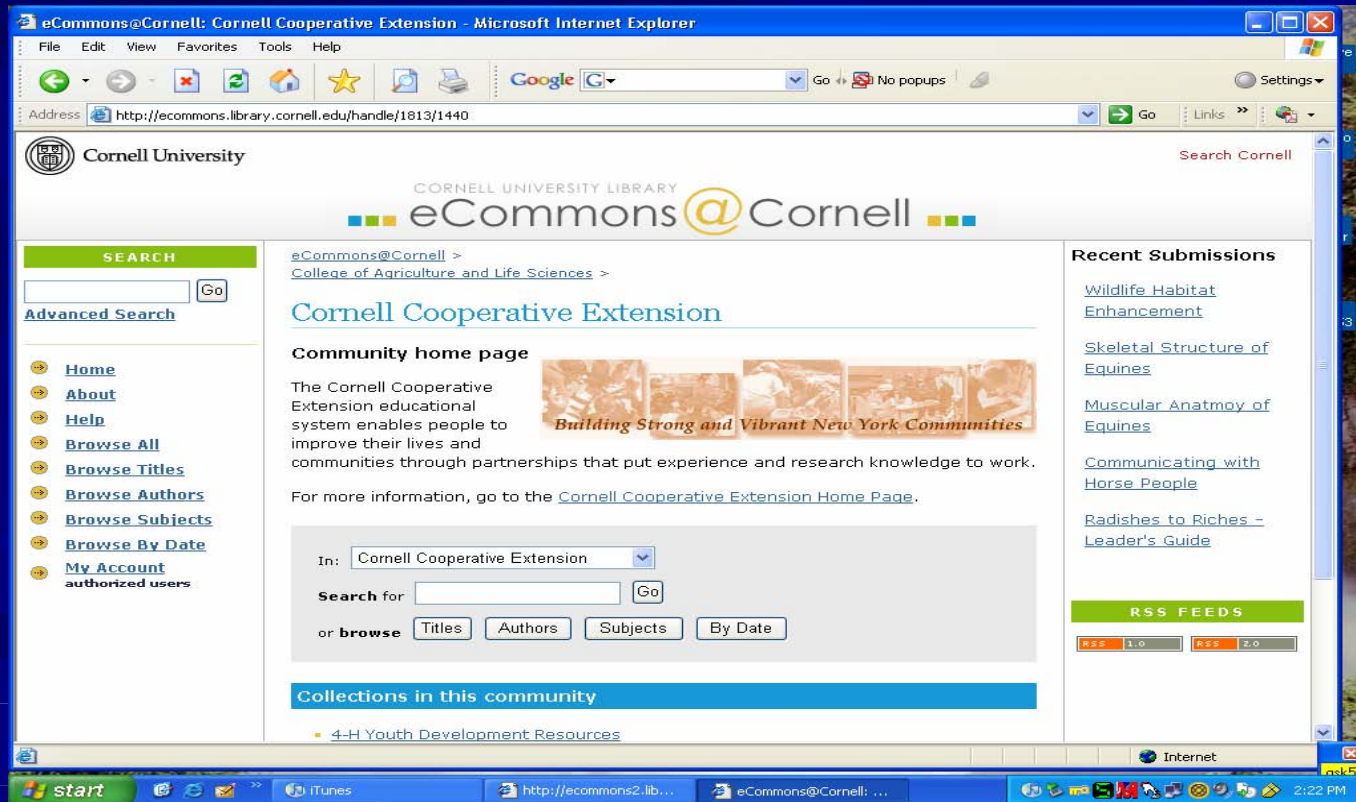 eCommons@Cornell: Cornell Cooperative Extension - Microsoft Internet Explorer
File Edit View Favorites Tools Help
Google G Go No popups Settings
Address http://ecommons.library.cornell.edu/handle/1813/1440 Go Links »
Cornell University
Search Cornell
CORNELL UNIVERSITY LIBRARY
eCommons@Cornell
SEARCH
Go
Advanced Search
Home
About
Help
Browse All
Browse Titles
Browse Authors
Browse Subjects
Browse By Date
My Account
authorized users
eCommons@Cornell >
College of Agriculture and Life Sciences >
Cornell Cooperative Extension
Community home page
The Cornell Cooperative
Extension educational
system enables people to
improve their lives and
communities through partnerships that put experience and research knowledge to work.
Building Strong and Vibrant New York Communities
For more information, go to the Cornell Cooperative Extension Home Page.
In: Cornell Cooperative Extension
Search for Go
or browse Titles Authors Subjects By Date
Collections in this community
4-H Youth Development Resources
Recent Submissions
Wildlife Habitat
Enhancement
Skeletal Structure of
Equines
Muscular Anatmoy of
Equines
Communicating with
Horse People
Radishes to Riches -
Leader's Guide
RSS FEEDS
RSS 1.0 RSS 2.0
Internet
start » iTunes http://ecommons2.lib... eCommons@Cornell: ... 2:22 PM